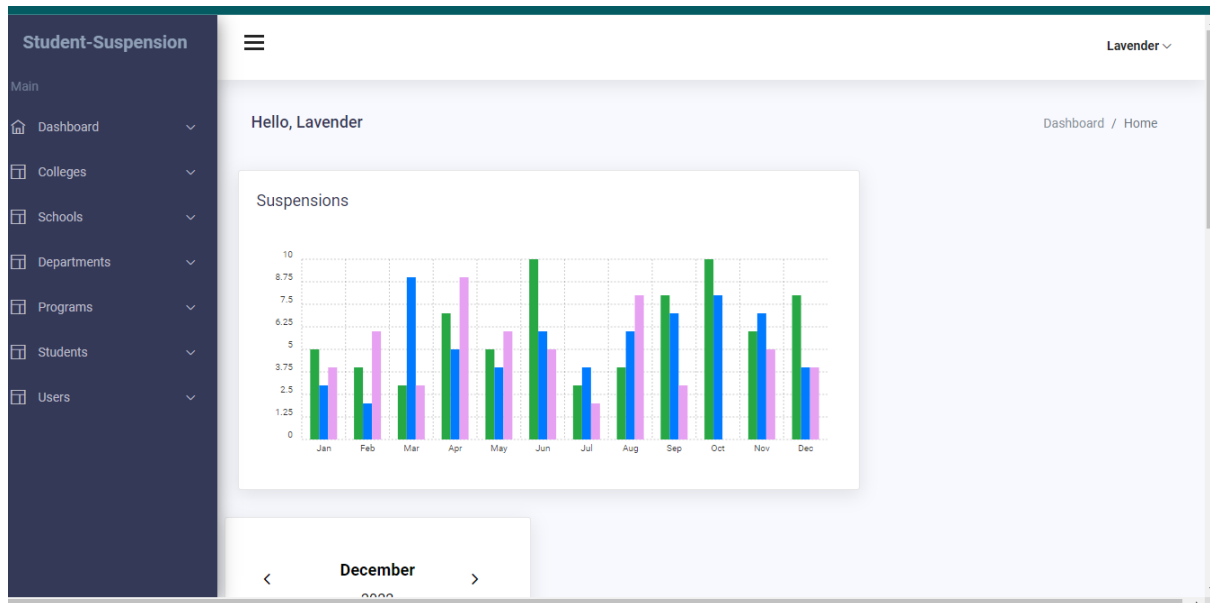 Student-Suspension
Lavender
Main
Dashboard
Colleges
Schools
Departments
Programs
Students
Users
Hello, Lavender
Dashboard / Home
Suspensions
10
8.75
7.5
6.25
5
3.75
2.5
1.25
0
Jan Feb Mar Apr May Jun Jul Aug Sep Oct Nov Dec
December